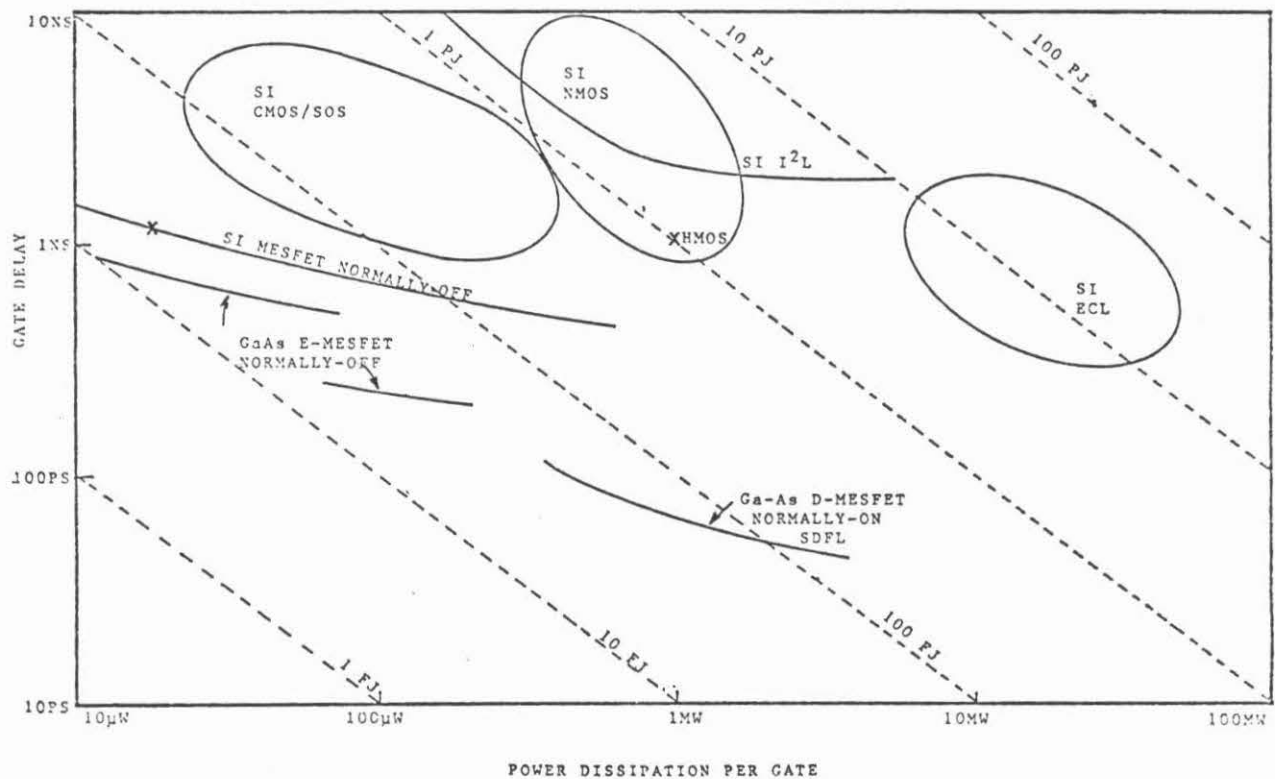 10NS
1 PJ
10 PJ
100 PJ
SI
CMOS/SOS
SI
NMOS
SI I²L
1NS
SI MESFET NORMALLY-OFF
XHMOS
SI
ECL
GATE DELAY
GaAs E-MESFET
NORMALLY-OFF
100PS
Ga-As D-MESFET
NORMALLY-ON
SDFL
1 FJ
10 FJ
100 FJ
10PS
10µW
100µW
1MW
10MW
100MW
POWER DISSIPATION PER GATE